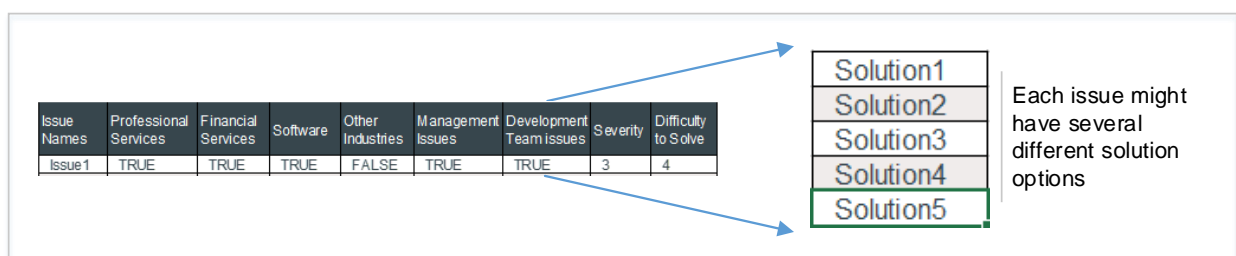 Issue Names
Professional Services
Financial Services
Software
Other Industries
Management Issues
Development Team issues
Severity
Difficulty to Solve
Issue1 TRUE TRUE TRUE FALSE TRUE TRUE 3 4
Solution1
Solution2
Solution3
Solution4
Solution5
Each issue might
have several
different solution
options